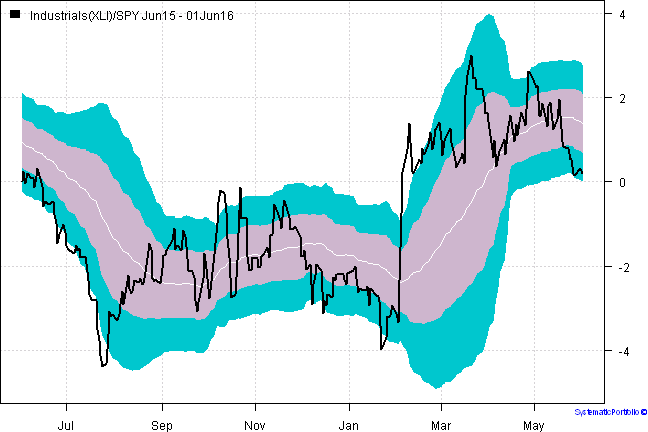 Industrials(XLI)/SPY Jun15 - 01Jun16
4
2
0
-2
-4
Jul Sep Nov Jan Mar May
SystematicPortfolio ©